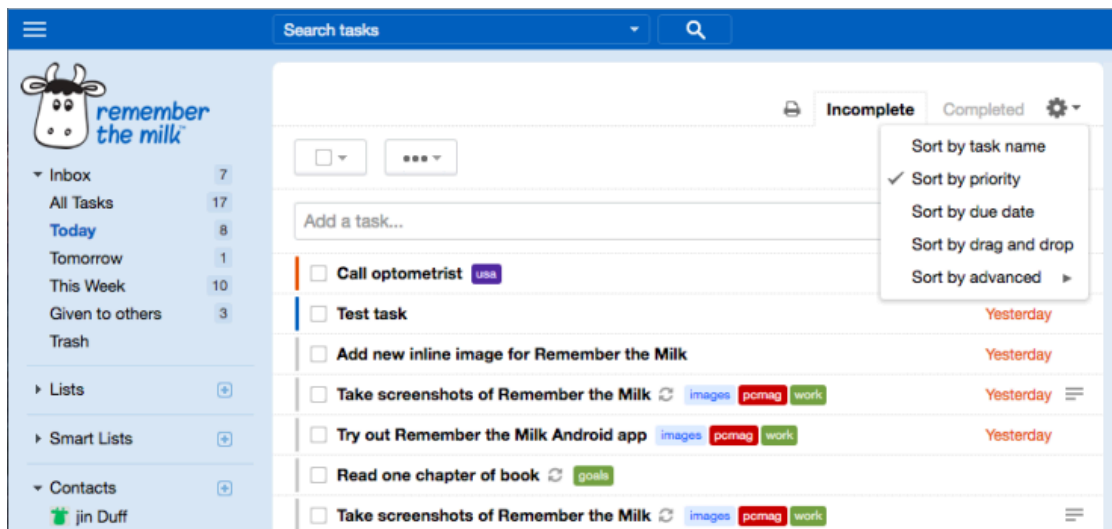 Search tasks
remember
the milk
Incomplete
Completed
Sort by task name
Sort by priority
Sort by due date
Sort by drag and drop
Sort by advanced
Inbox 7
All Tasks 17
Today 8
Tomorrow 1
This Week 10
Given to others 3
Trash
Lists
Smart Lists
Contacts
jin Duff
Add a task...
Call optometrist usa
Test task Yesterday
Add new inline image for Remember the Milk Yesterday
Take screenshots of Remember the Milk images pcmag work Yesterday
Try out Remember the Milk Android app images pcmag work Yesterday
Read one chapter of book goals
Take screenshots of Remember the Milk images pcmag work